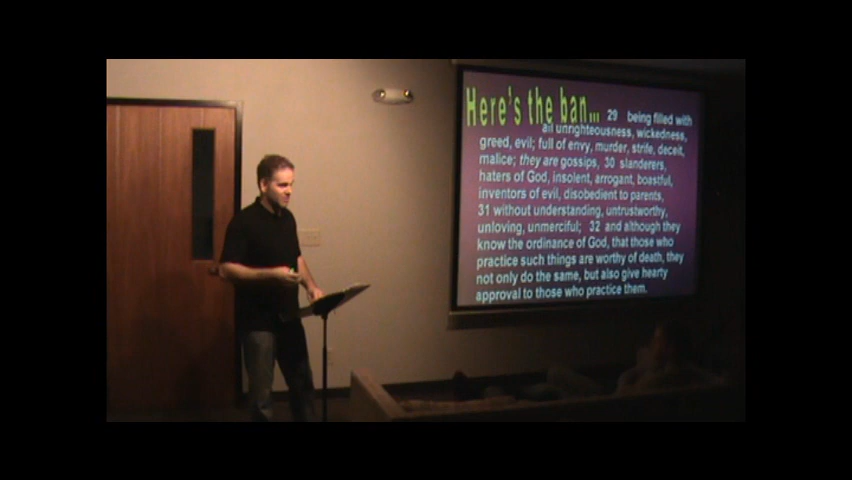 Here's the ban... 29 being filled with
all unrighteousness, wickedness,
greed, evil; full of envy, murder, strife, deceit,
malice; they are gossips, 30 slanderers,
haters of God, insolent, arrogant, boastful,
inventors of evil, disobedient to parents,
31 without understanding, untrustworthy,
unloving, unmerciful; 32 and although they
know the ordinance of God, that those who
practice such things are worthy of death, they
not only do the same, but also give hearty
approval to those who practice them.